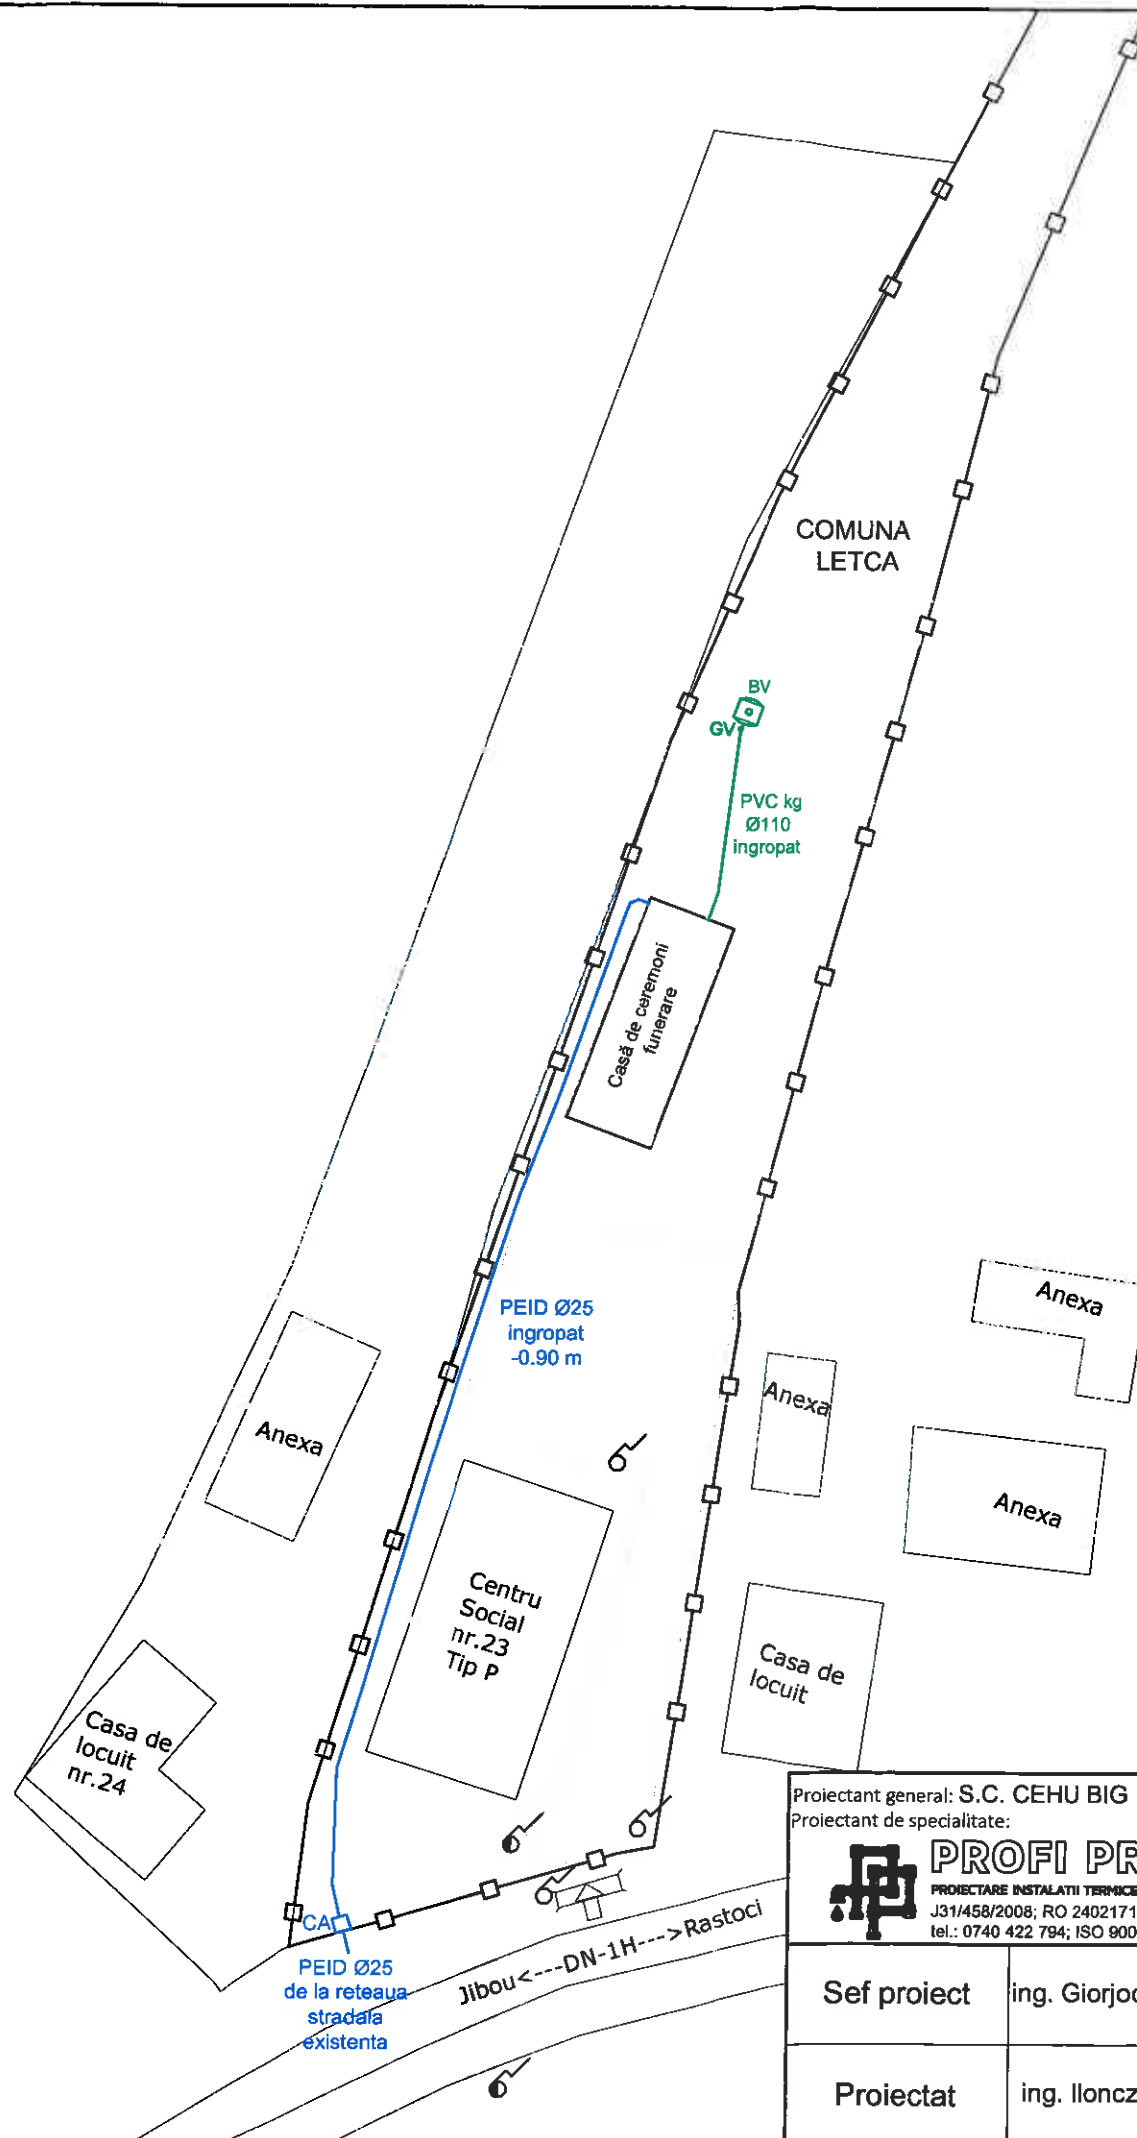 COMUNA
LETCA
BV
GV
PVC kg
Ø110
ingropat
Casă de ceremoni
funerare
PEID Ø25
ingropat
-0.90 m
Anexa
Anexa
Anexa
Anexa
Centru
Social
nr.23
Tip P
Casa de
locuit
Casa de
locuit
nr.24
CA
PEID Ø25
de la reteaua
stradala
existenta
Jibou<---DN-1H--->Rastoci
Proiectant general: S.C. CEHU BIG
Proiectant de specialitate:
PROFI PR
PROIECTARE INSTALATII TERMICE
J31/458/2008; RO 2402171
tel.: 0740 422 794; ISO 900
Sef proiect
ing. Giorjoc
Proiectat
ing. Iloncz